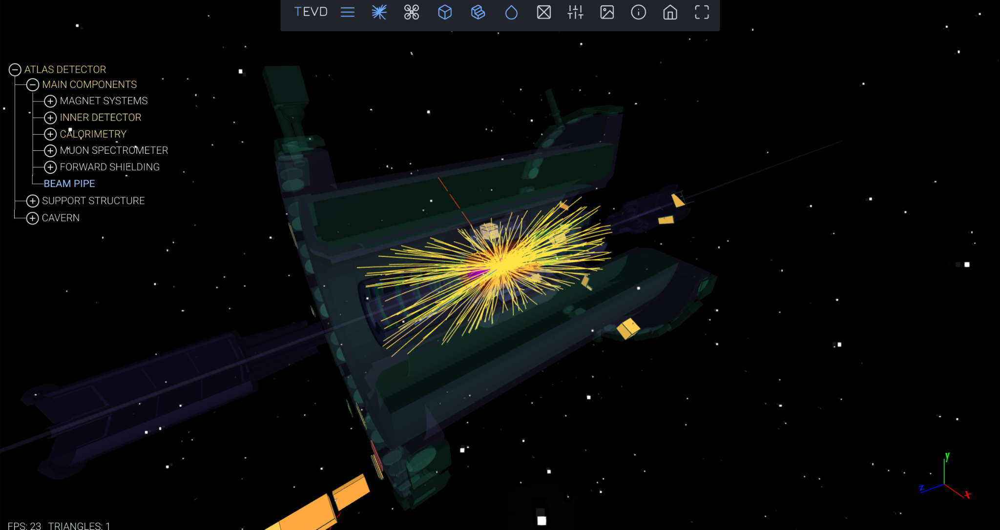 TEVD
ATLAS DETECTOR
MAIN COMPONENTS
MAGNET SYSTEMS
INNER DETECTOR
CALORIMETRY
MUON SPECTROMETER
FORWARD SHIELDING
BEAM PIPE
SUPPORT STRUCTURE
CAVERN
y
z
x
FPS: 23 TRIANGLES: 1